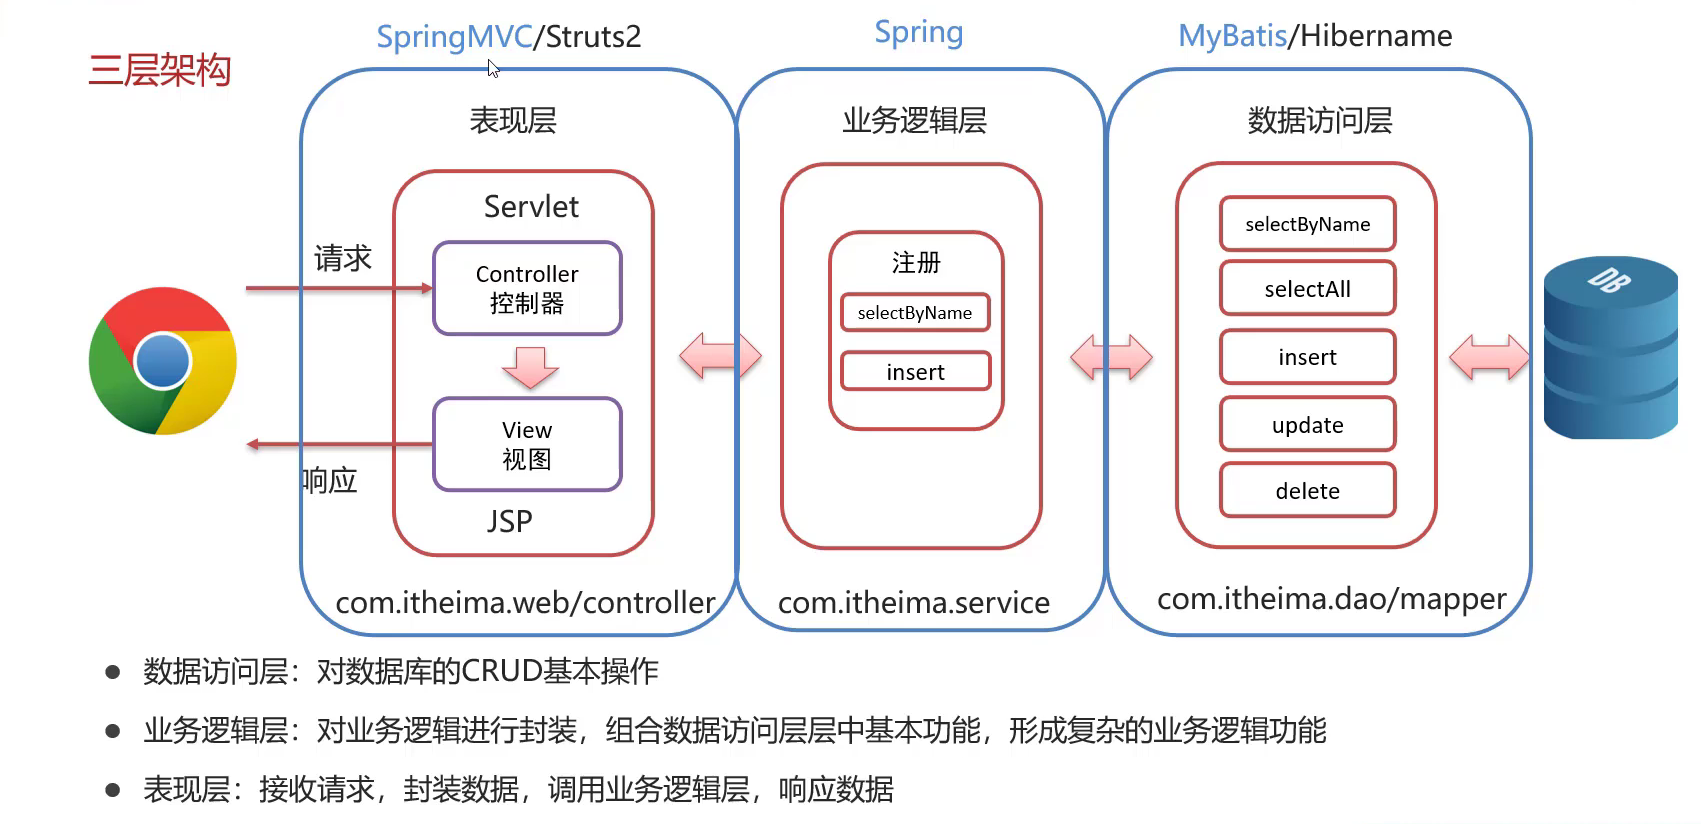 三层架构
SpringMVC/Struts2
Spring
MyBatis/Hibername
表现层
业务逻辑层
数据访问层
Servlet
请求
Controller
控制器
View
视图
响应
JSP
注册
selectByName
insert
selectByName
selectAll
insert
update
delete
DB
com.itheima.web/controller
com.itheima.service
com.itheima.dao/mapper
● 数据访问层：对数据库的CRUD基本操作
● 业务逻辑层：对业务逻辑进行封装，组合数据访问层层中基本功能，形成复杂的业务逻辑功能
● 表现层：接收请求，封装数据，调用业务逻辑层，响应数据